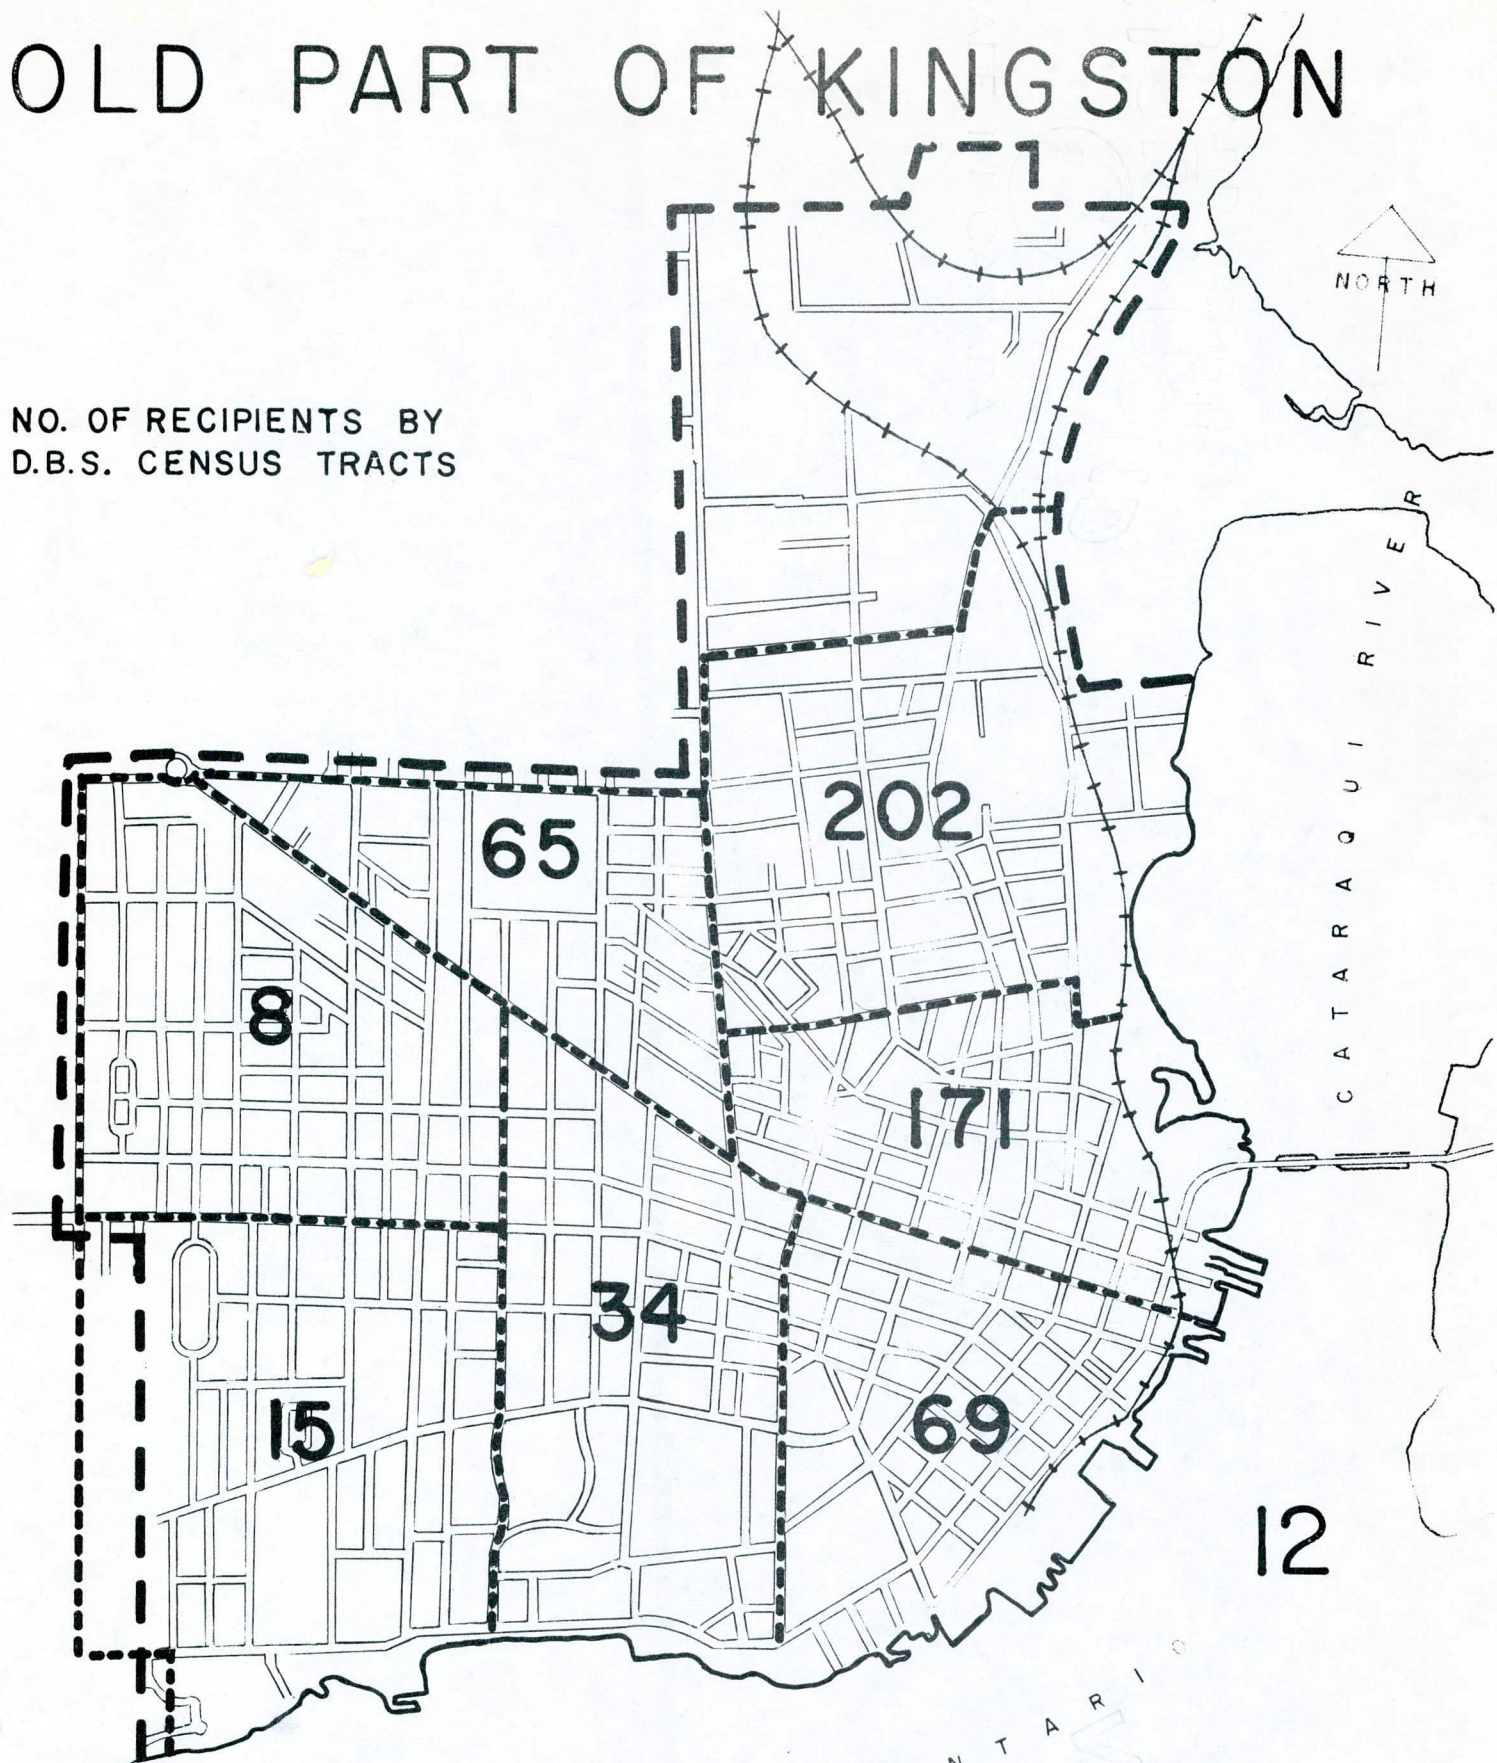 OLD PART OF KINGSTON
NORTH
NO. OF RECIPIENTS BY
D.B.S. CENSUS TRACTS
CATARAQUI RIVER
202
65
8
171
34
15
69
12
NTARIO